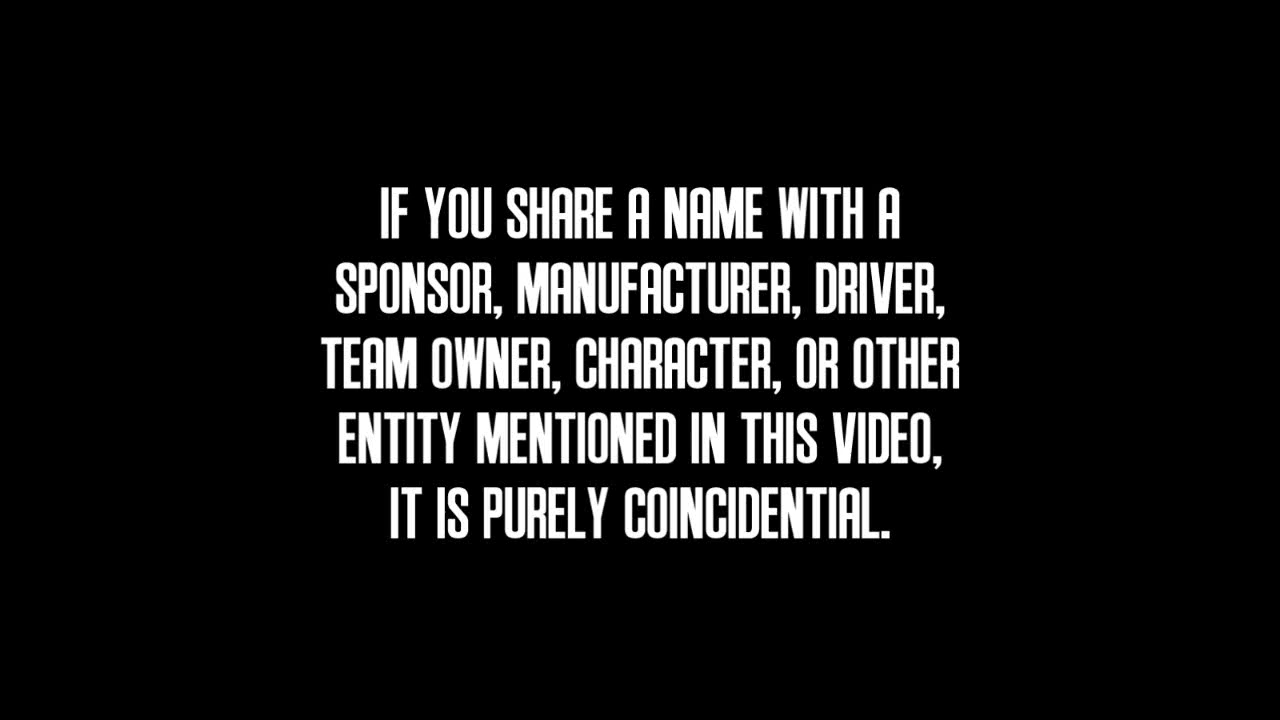 IF YOU SHARE A NAME WITH A
SPONSOR, MANUFACTURER, DRIVER,
TEAM OWNER, CHARACTER, OR OTHER
ENTITY MENTIONED IN THIS VIDEO,
IT IS PURELY COINCIDENTIAL.